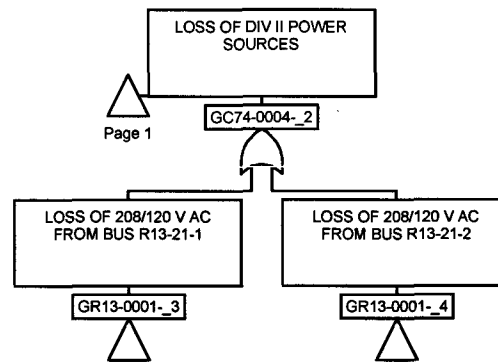 LOSS OF DIV II POWER
SOURCES
Page 1
GC74-0004-_2
LOSS OF 208/120 V AC
FROM BUS R13-21-1
LOSS OF 208/120 V AC
FROM BUS R13-21-2
GR13-0001-_3
GR13-0001-_4